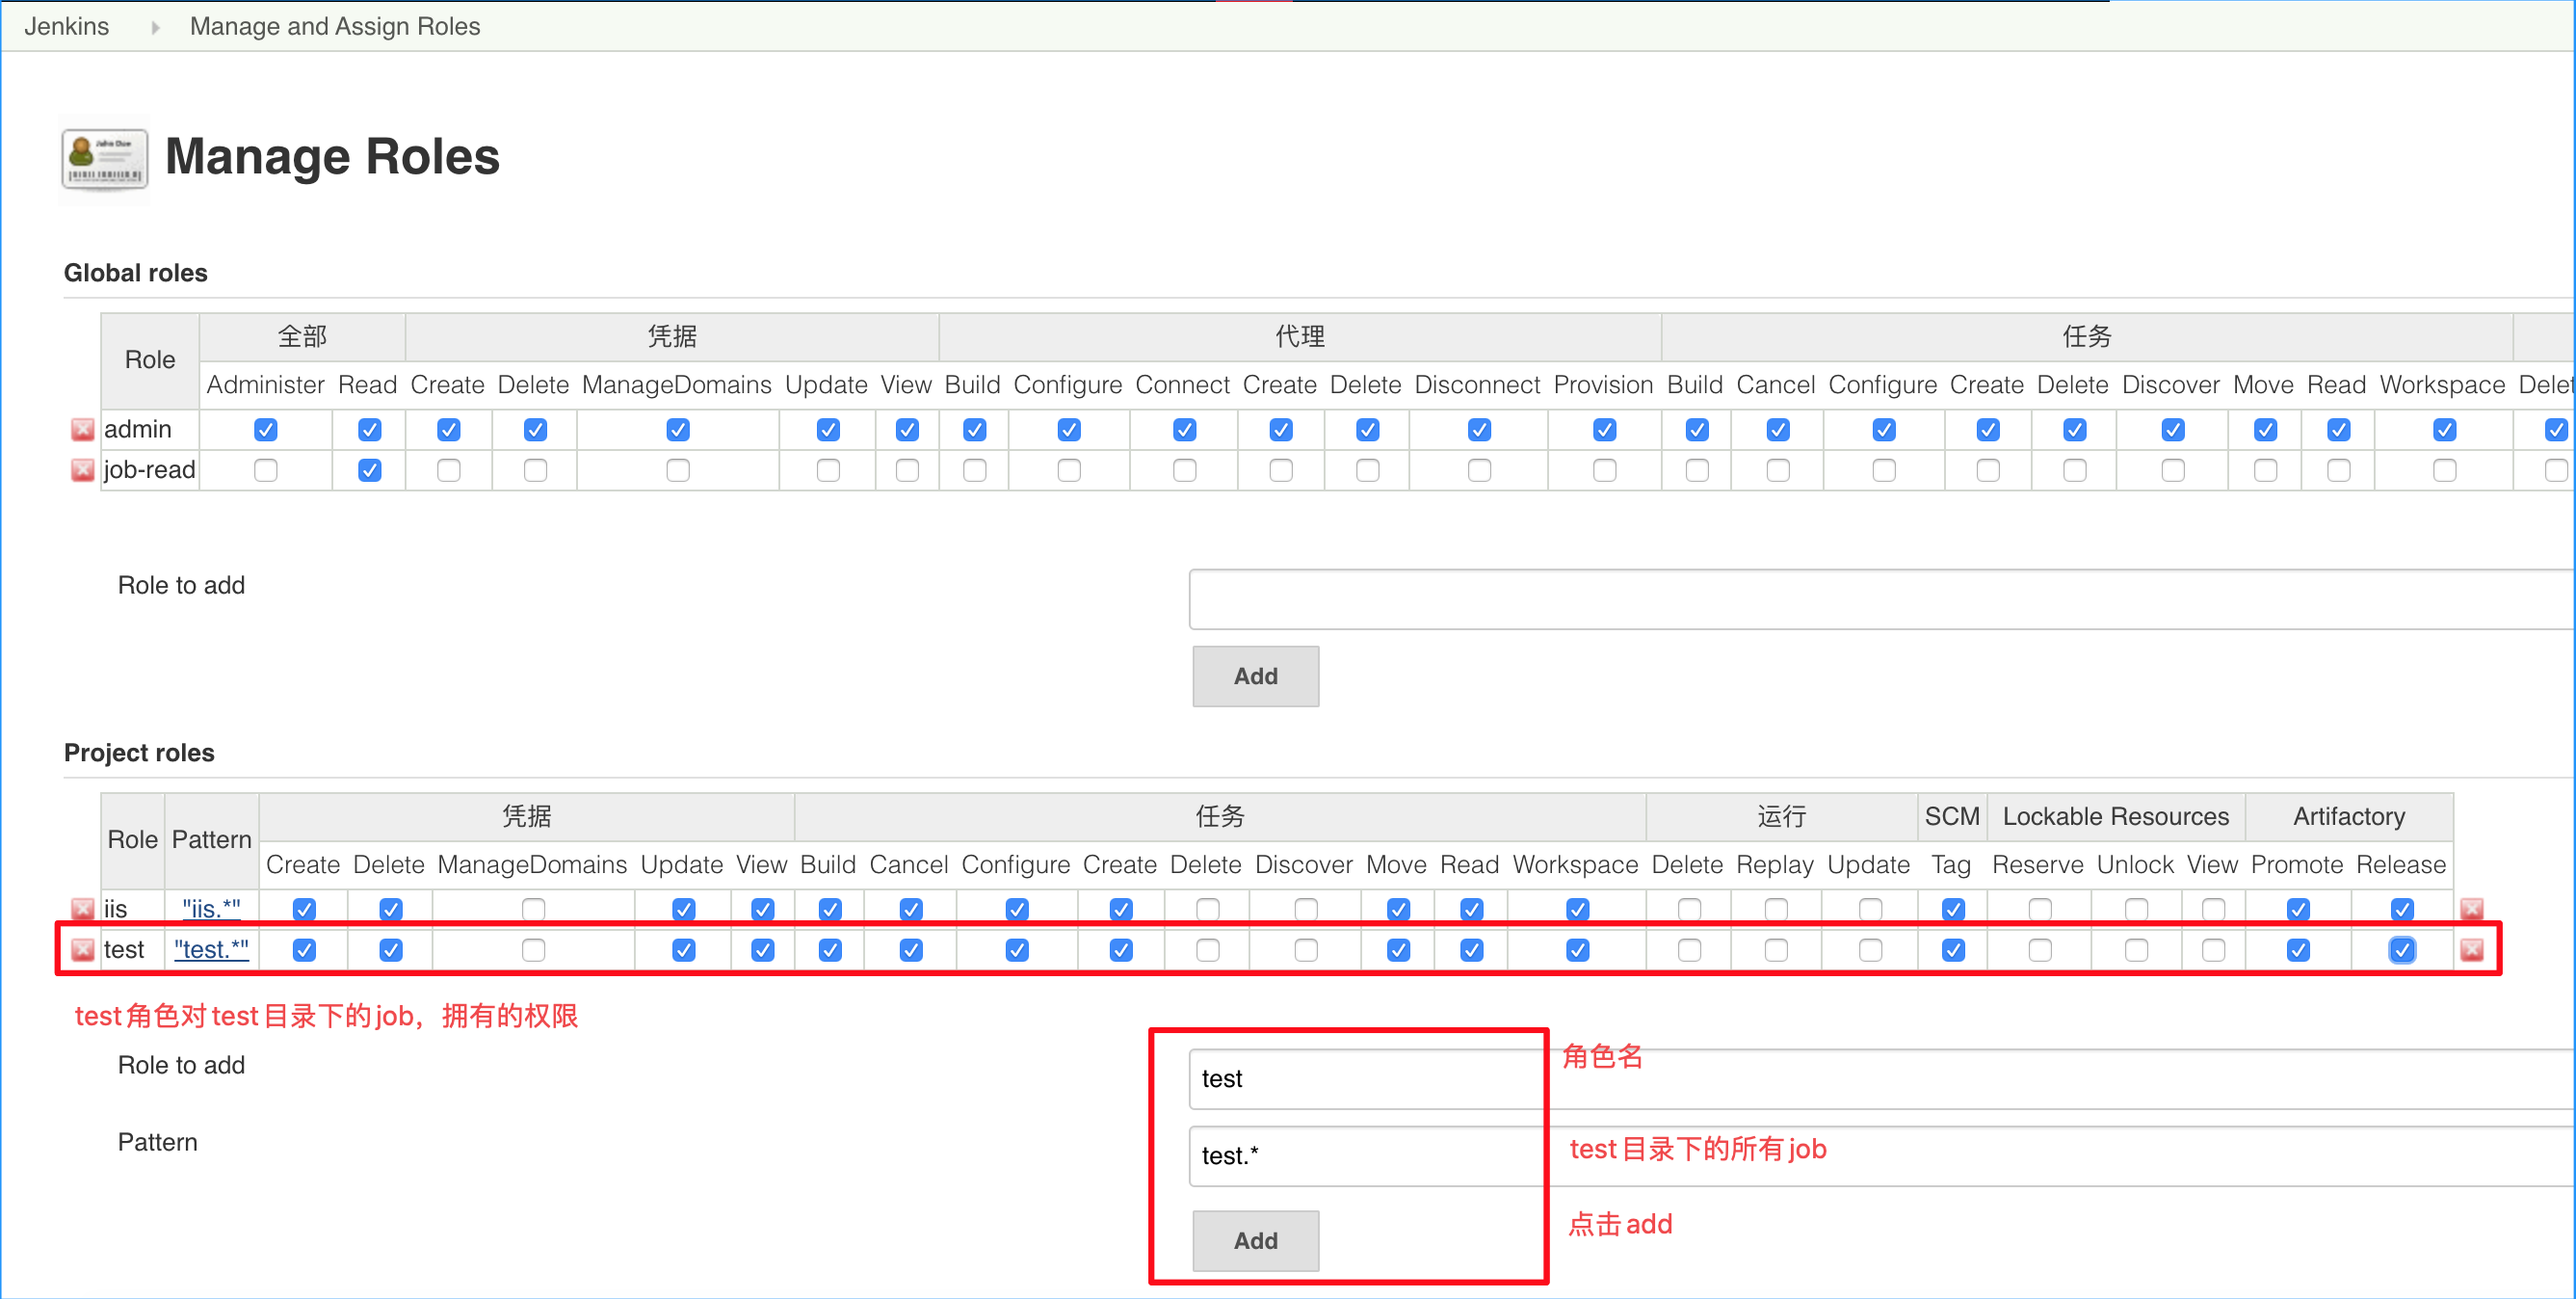 Jenkins Manage and Assign Roles
Manage Roles
Global roles
Role 全部 凭据 代理 任务
Administer Read Create Delete ManageDomains Update View Build Configure Connect Create Delete Disconnect Provision Build Cancel Configure Create Delete Discover Move Read Workspace Delet
admin
job-read
Role to add
Add
Project roles
Role Pattern 凭据 任务 运行 SCM Lockable Resources Artifactory
Create Delete ManageDomains Update View Build Cancel Configure Create Delete Discover Move Read Workspace Delete Replay Update Tag Reserve Unlock View Promote Release
iis "iis.*"
test "test.*"
test角色对test目录下的job，拥有的权限
Role to add test 角色名
Pattern test.* test目录下的所有job
Add 点击add